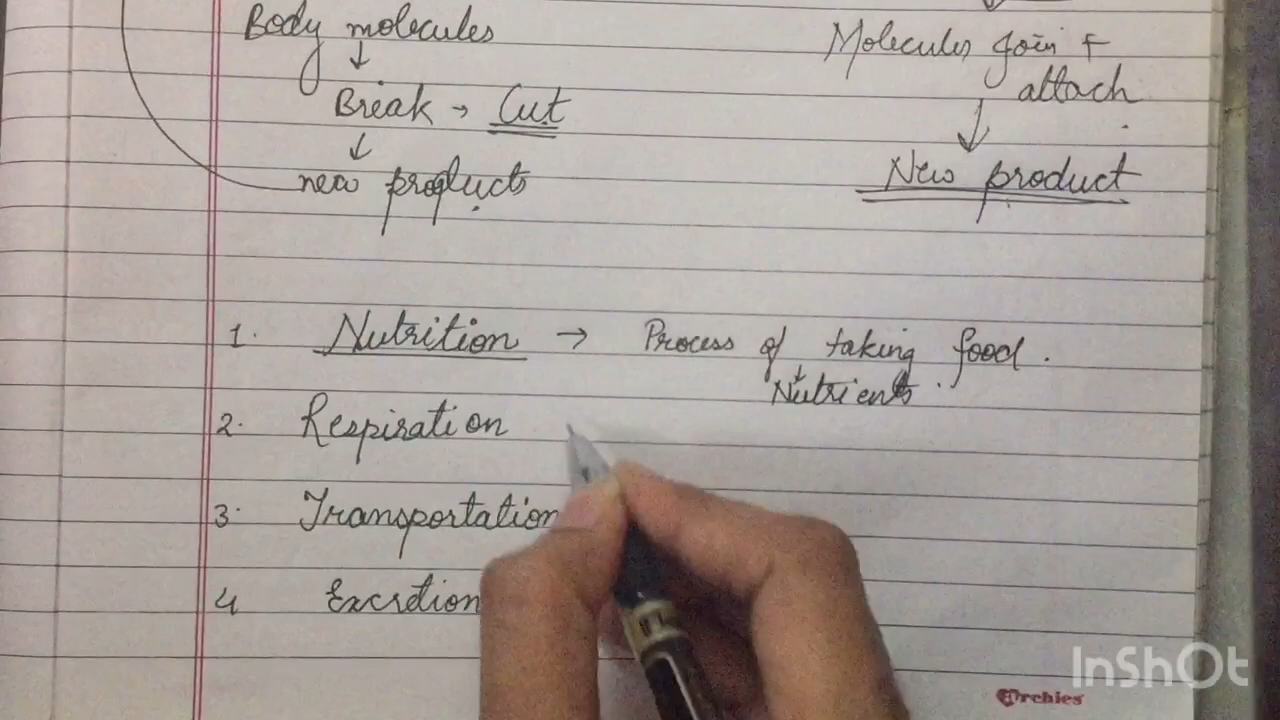 Body molecules
↓
Break → Cut
↓
new products
Molecules join +
attach
↓
New product
1. Nutrition → Process of taking food.
↓
Nutrients.
2. Respiration
3. Transportation
4 Excretion
InShOt
Archies